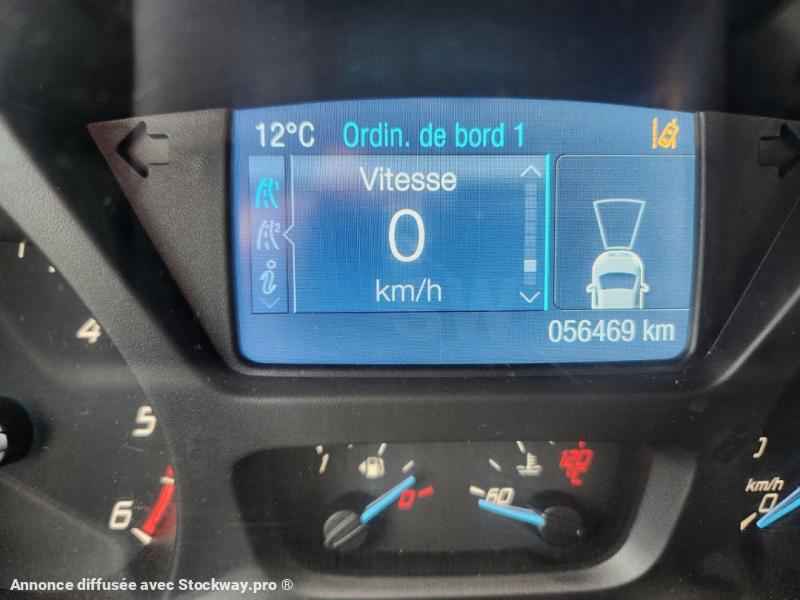 12°C Ordin. de bord 1
Vitesse
0
km/h
2
i
056469 km
4
5
6
1
0
60
120
°C
km/h
0
Annonce diffusée avec Stockway.pro ®